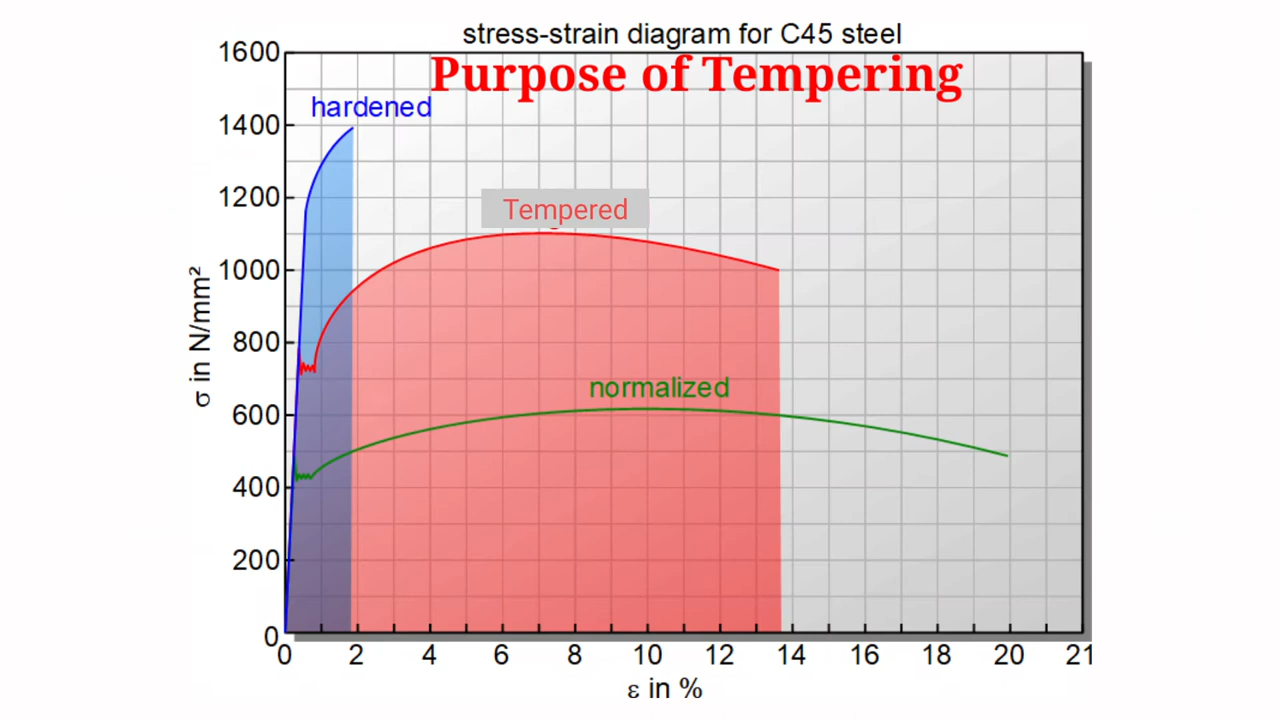 stress-strain diagram for C45 steel
Purpose of Tempering
1600
hardened
1400
1200
Tempered
1000
800
normalized
600
400
200
0
σ in N/mm²
0 2 4 6 8 10 12 14 16 18 20 21
ε in %